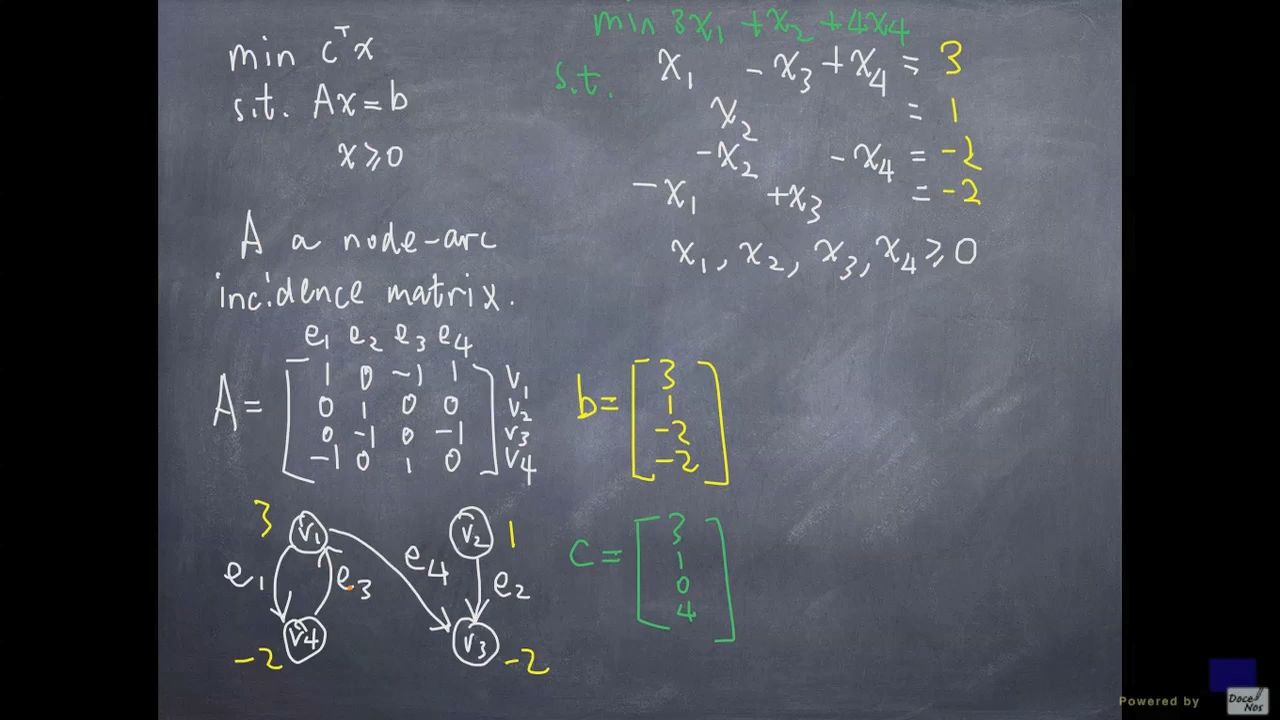 min cᵀx
s.t. Ax = b
x ⩾ 0
A a node-arc
incidence matrix.
e₁ e₂ e₃ e₄
A = [ 1 0 -1 1 ] v₁
0 1 0 0 v₂
0 -1 0 -1 v₃
-1 0 1 0 v₄
3 v₁ v₂ 1
e₁ e₃ e₄ e₂
v₄ v₃
-2 -2
min 3x₁ + x₂ + 4x₄
s.t. x₁ - x₃ + x₄ = 3
x₂ = 1
-x₂ - x₄ = -2
-x₁ + x₃ = -2
x₁, x₂, x₃, x₄ ⩾ 0
b = [ 3
1
-2
-2 ]
c = [ 3
1
0
4 ]
Powered by
Doce
Nos